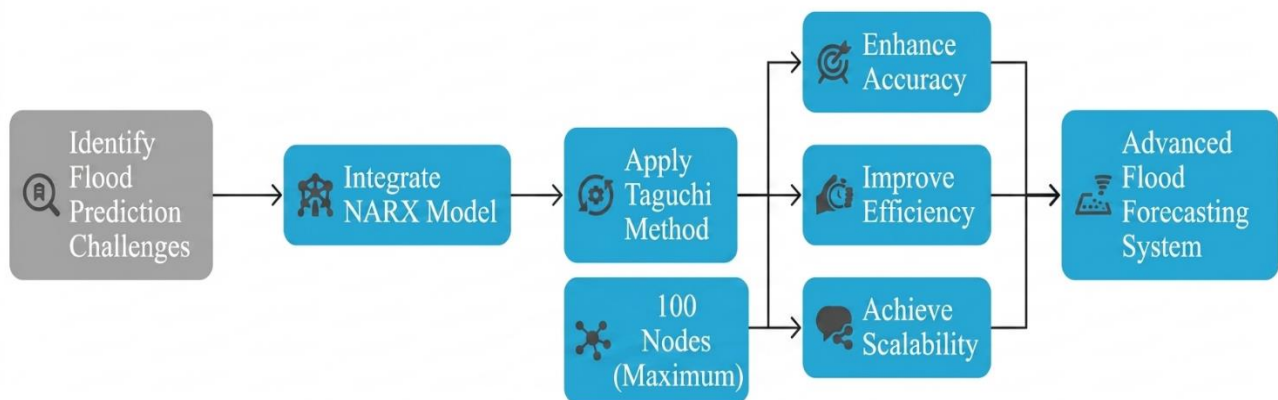 Identify
Flood
Prediction
Challenges
Integrate
NARX Model
Apply
Taguchi
Method
100
Nodes
(Maximum)
Enhance
Accuracy
Improve
Efficiency
Achieve
Scalability
Advanced
Flood
Forecasting
System